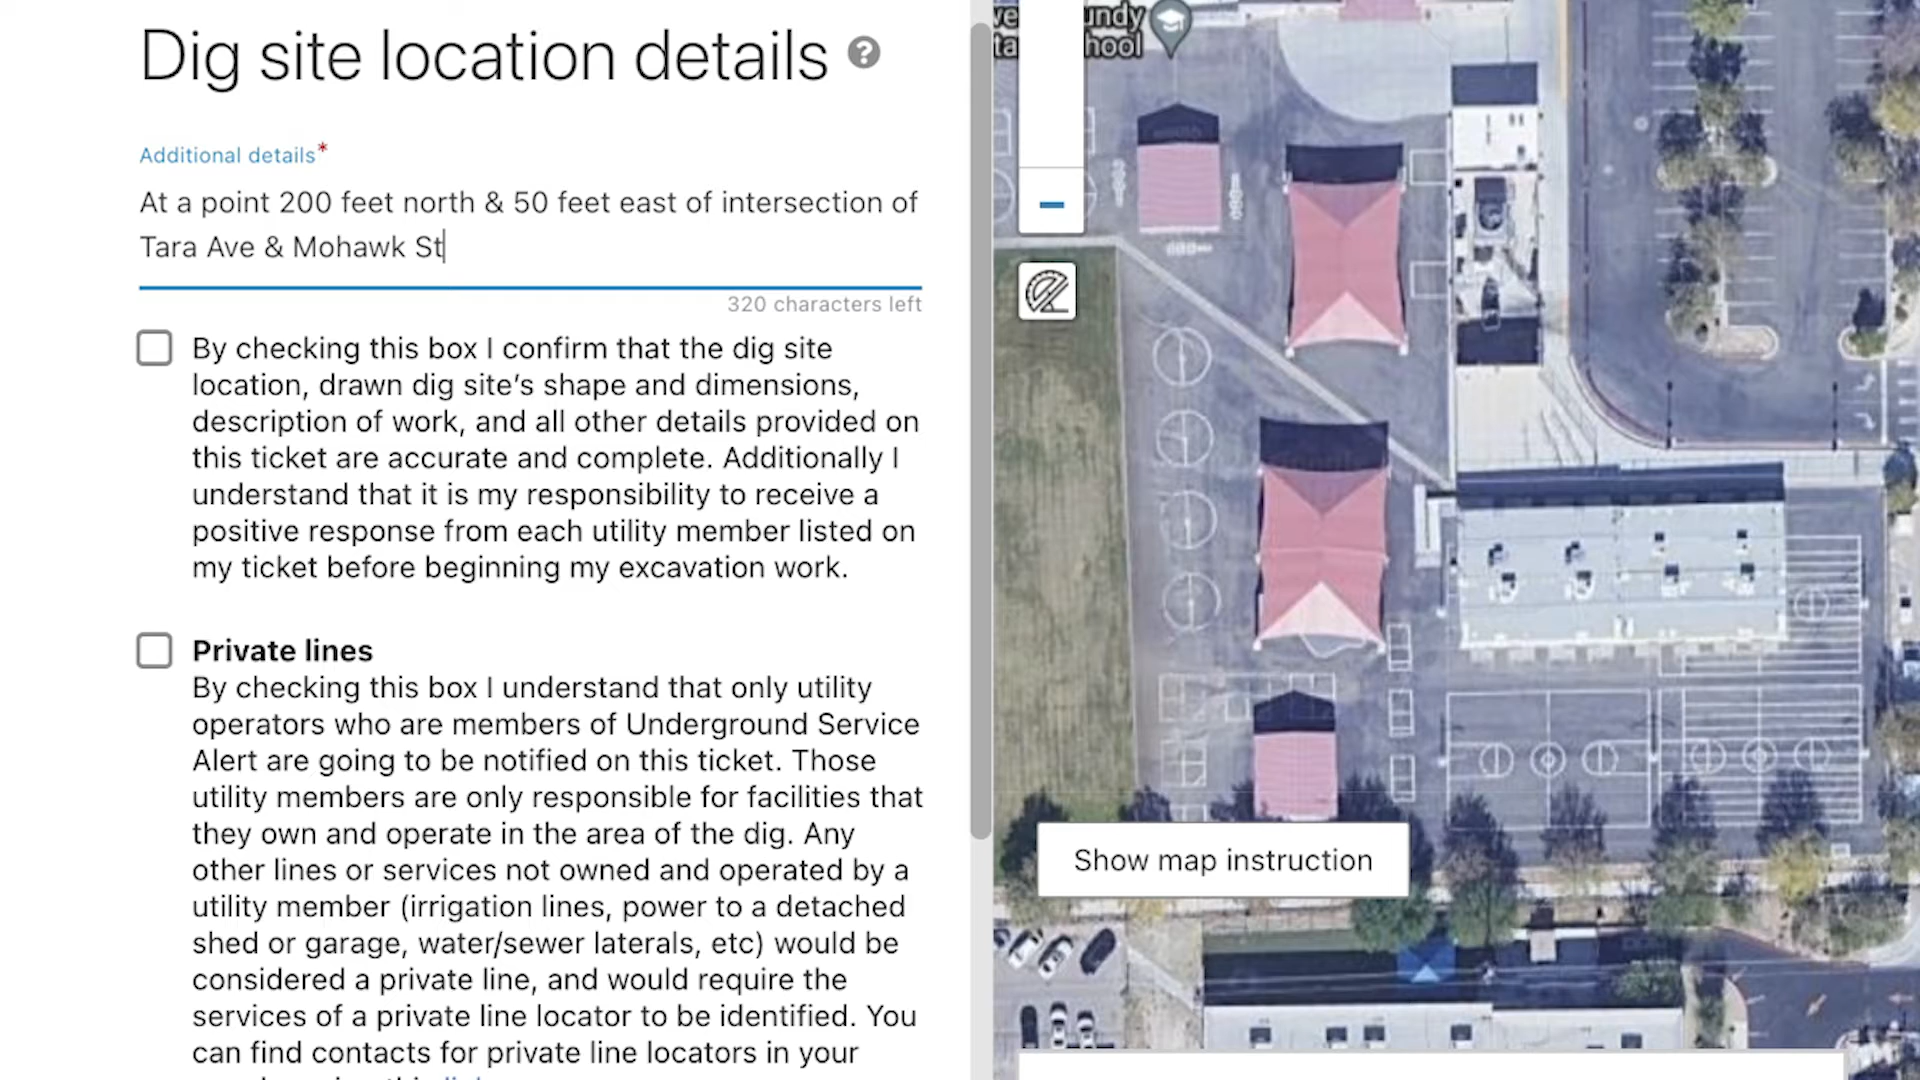 Dig site location details ?
Additional details*
At a point 200 feet north & 50 feet east of intersection of
Tara Ave & Mohawk St
320 characters left
By checking this box I confirm that the dig site
location, drawn dig site’s shape and dimensions,
description of work, and all other details provided on
this ticket are accurate and complete. Additionally I
understand that it is my responsibility to receive a
positive response from each utility member listed on
my ticket before beginning my excavation work.
Private lines
By checking this box I understand that only utility
operators who are members of Underground Service
Alert are going to be notified on this ticket. Those
utility members are only responsible for facilities that
they own and operate in the area of the dig. Any
other lines or services not owned and operated by a
utility member (irrigation lines, power to a detached
shed or garage, water/sewer laterals, etc) would be
considered a private line, and would require the
services of a private line locator to be identified. You
can find contacts for private line locators in your
Show map instruction